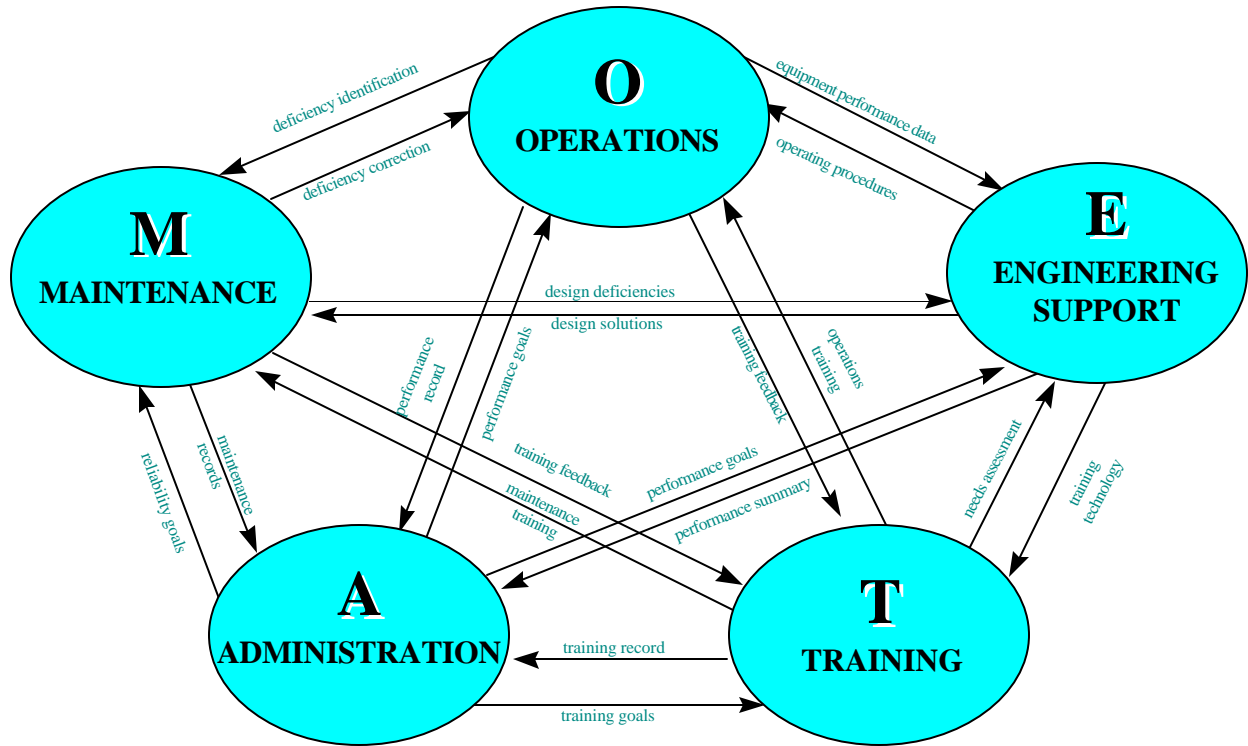 O
OPERATIONS
deficiency identification
equipment performance data
deficiency correction
operating procedures
M
MAINTENANCE
E
ENGINEERING
SUPPORT
design deficiencies
design solutions
performance
record
performance goals
training feedback
operations
training
maintenance
records
reliability goals
training feedback
maintenance
training
performance goals
performance summary
needs assessment
training
technology
A
ADMINISTRATION
T
TRAINING
training record
training goals